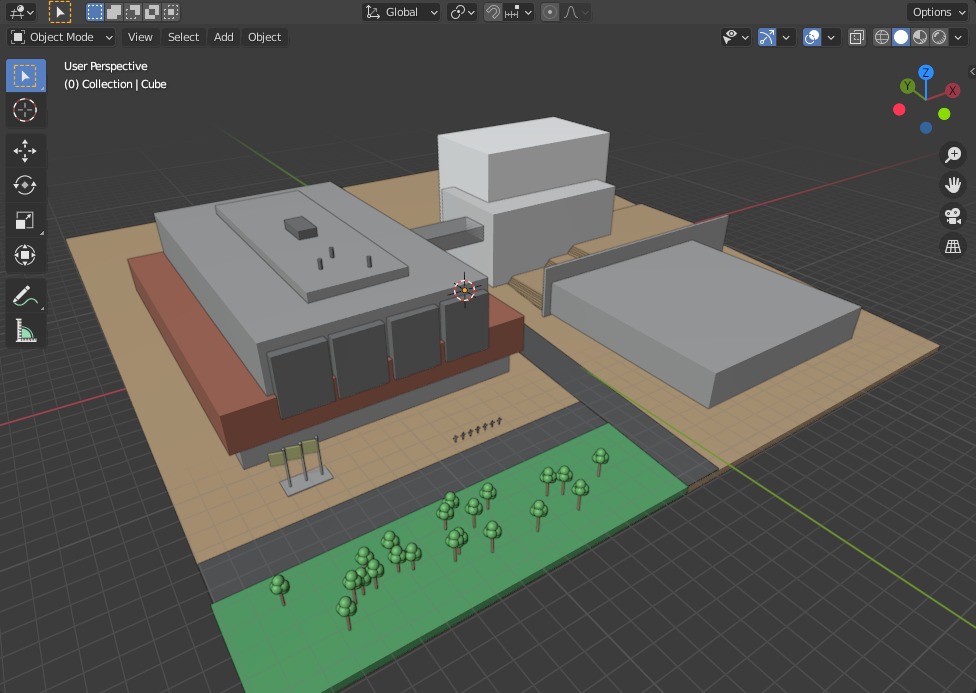 Global
Options
Object Mode
View
Select
Add
Object
User Perspective
(0) Collection | Cube
Z
Y
X